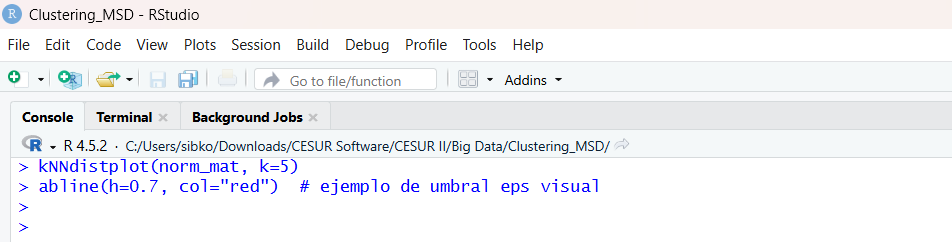 R Clustering_MSD - RStudio
File Edit Code View Plots Session Build Debug Profile Tools Help
Go to file/function Addins
Console Terminal Background Jobs
R R 4.5.2 · C:/Users/sibko/Downloads/CESUR Software/CESUR II/Big Data/Clustering_MSD/
> kNNdistplot(norm_mat, k=5)
> abline(h=0.7, col="red")  # ejemplo de umbral eps visual
>
>